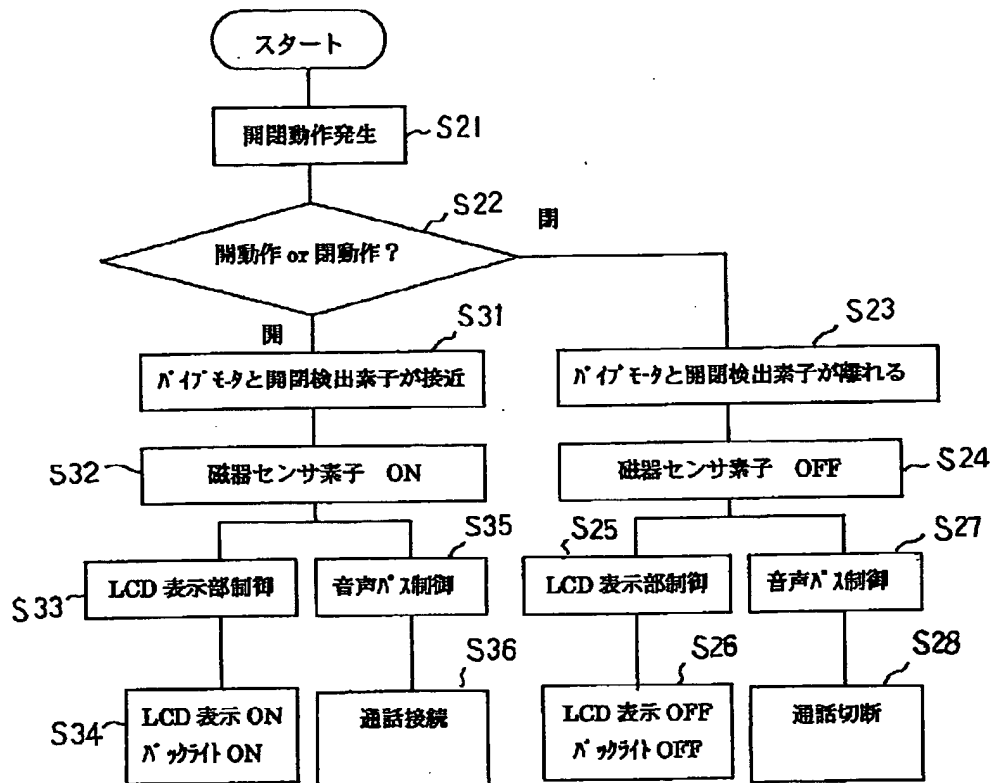 スタート
開閉動作発生
S21
S22
開動作 or 閉動作？
閉
開
S31
S23
バイブモータと開閉検出素子が接近
バイブモータと開閉検出素子が離れる
S32
磁器センサ素子 ON
磁器センサ素子 OFF
S24
S35
S25
S27
S33
LCD 表示部制御
音声パス制御
LCD 表示部制御
音声パス制御
S36
S26
S28
S34
LCD 表示 ON
バックライト ON
通話接続
LCD 表示 OFF
バックライト OFF
通話切断